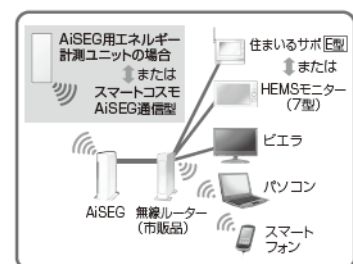 AiSEG用エネルギー
計測ユニットの場合
または
スマートコスモ
AiSEG通信型
住まいるサポE型
または
HEMSモニター
(7型)
ビエラ
パソコン
スマート
フォン
AiSEG
無線ルーター
(市販品)